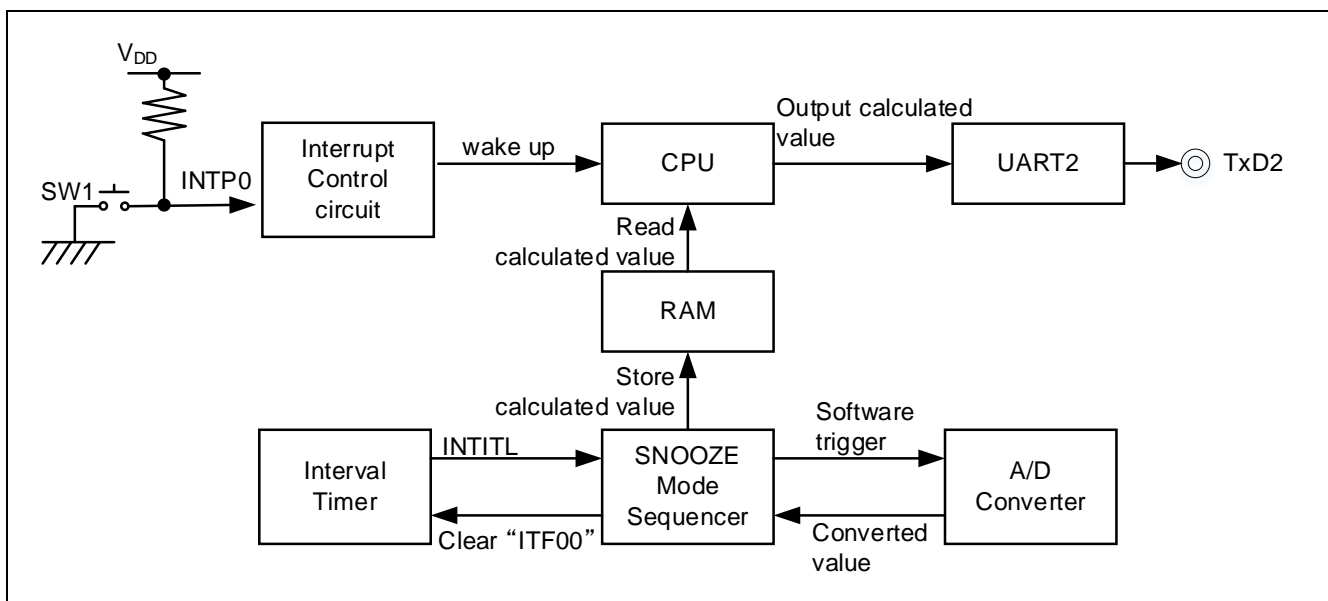 VDD
SW1
INTP0
Interrupt
Control
circuit
wake up
CPU
Output calculated
value
UART2
TxD2
Read
calculated value
RAM
Store
calculated value
Interval
Timer
INTITL
Clear “ITF00”
SNOOZE
Mode
Sequencer
Software
trigger
Converted
value
A/D
Converter